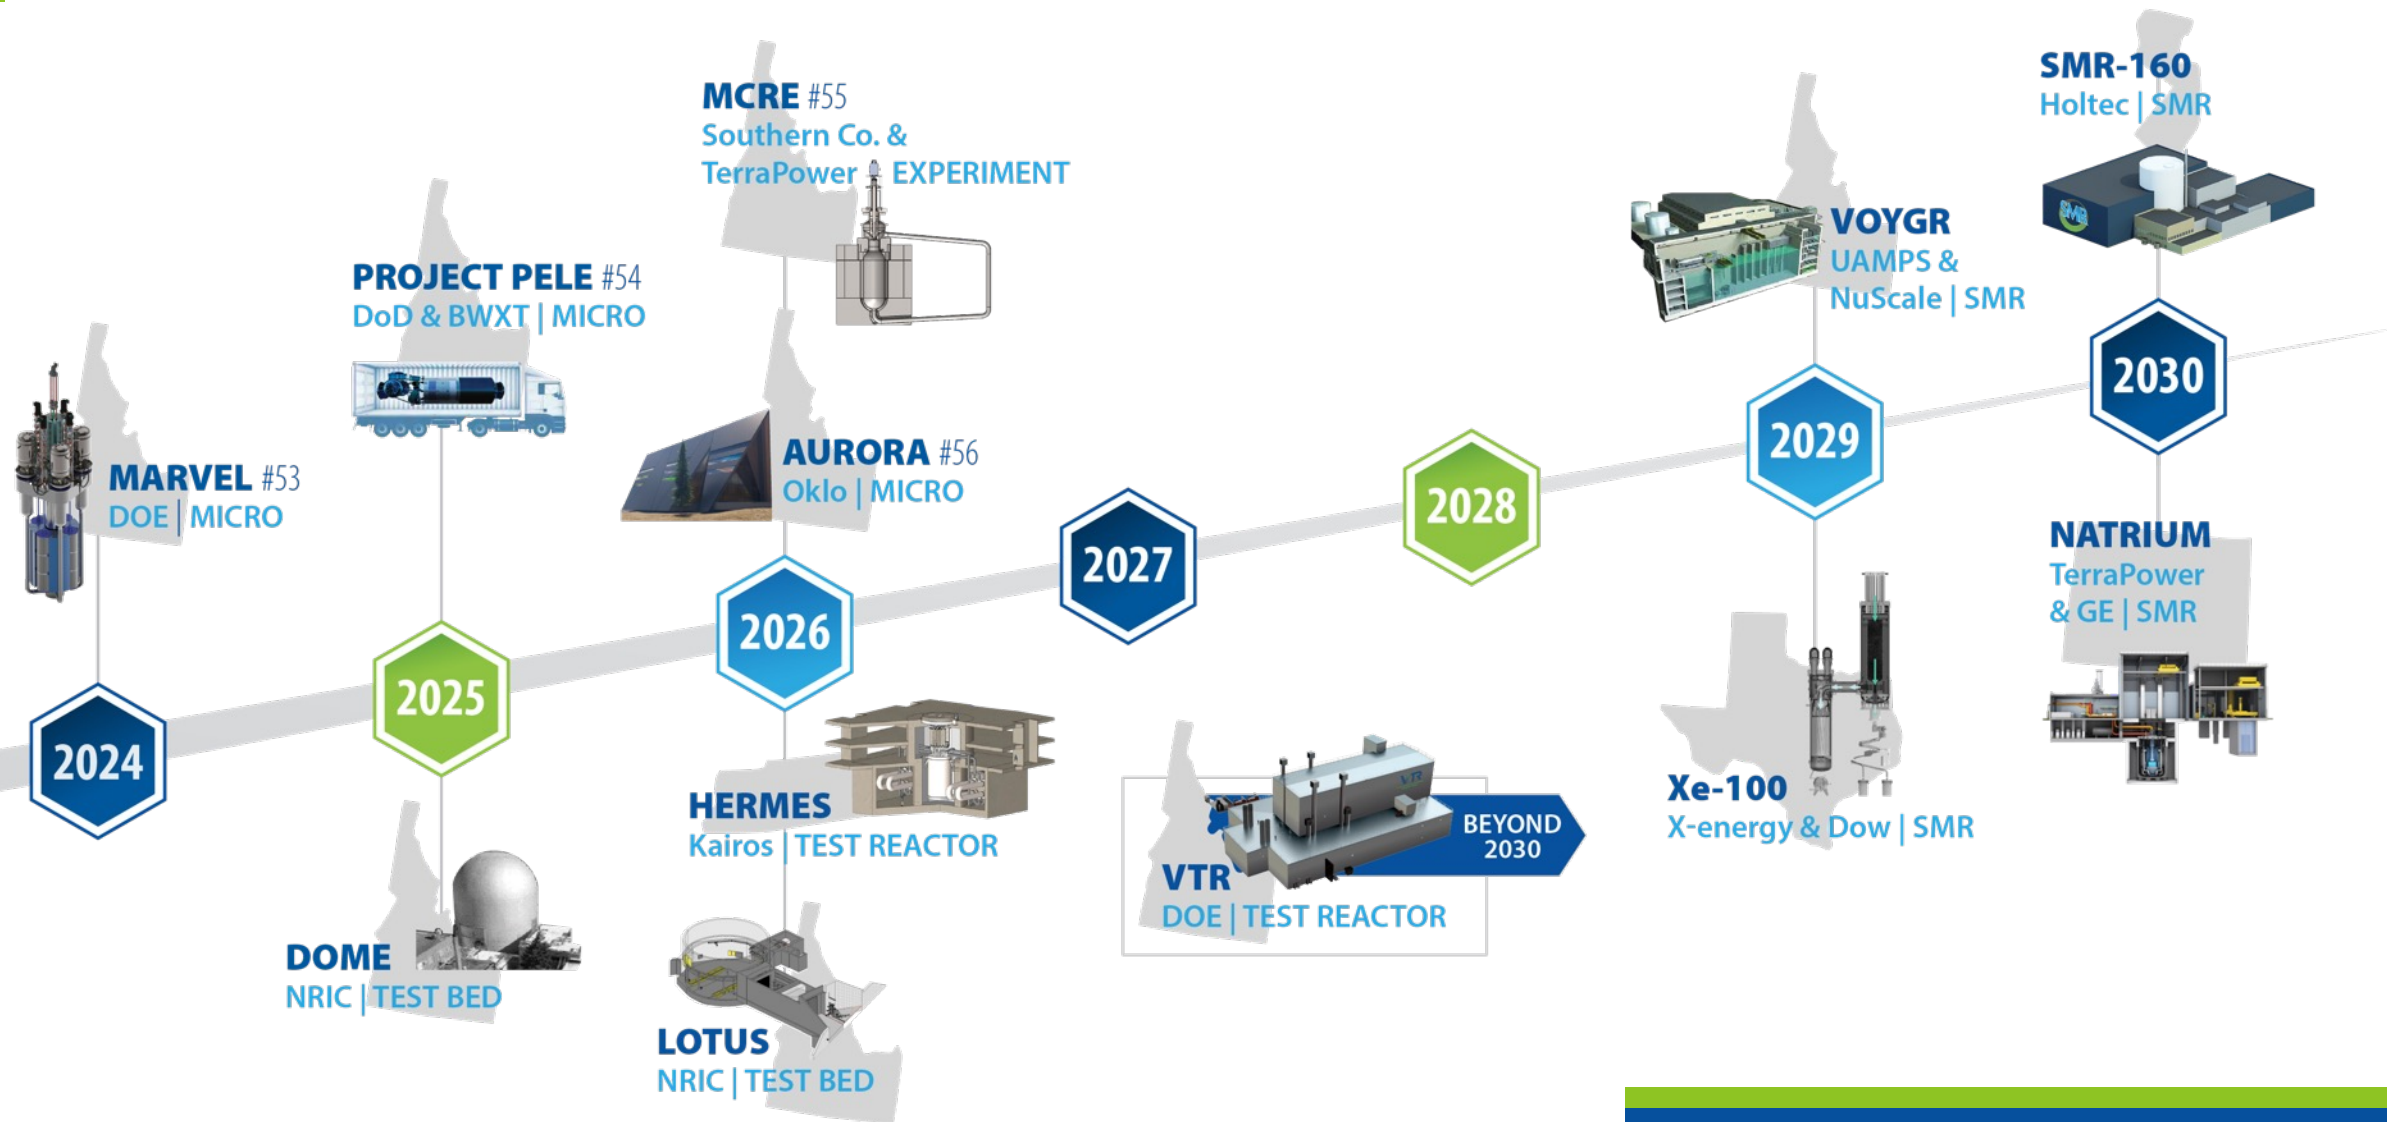 MARVEL #53
DOE | MICRO
2024
PROJECT PELE #54
DoD & BWXT | MICRO
2025
DOME
NRIC | TEST BED
MCRE #55
Southern Co. &
TerraPower | EXPERIMENT
AURORA #56
Oklo | MICRO
2026
HERMES
Kairos | TEST REACTOR
LOTUS
NRIC | TEST BED
2027
VTR
BEYOND
2030
VTR
DOE | TEST REACTOR
2028
VOYGR
UAMPS &
NuScale | SMR
2029
Xe-100
X-energy & Dow | SMR
SMR-160
Holtec | SMR
SMR
2030
NATRIUM
TerraPower
& GE | SMR